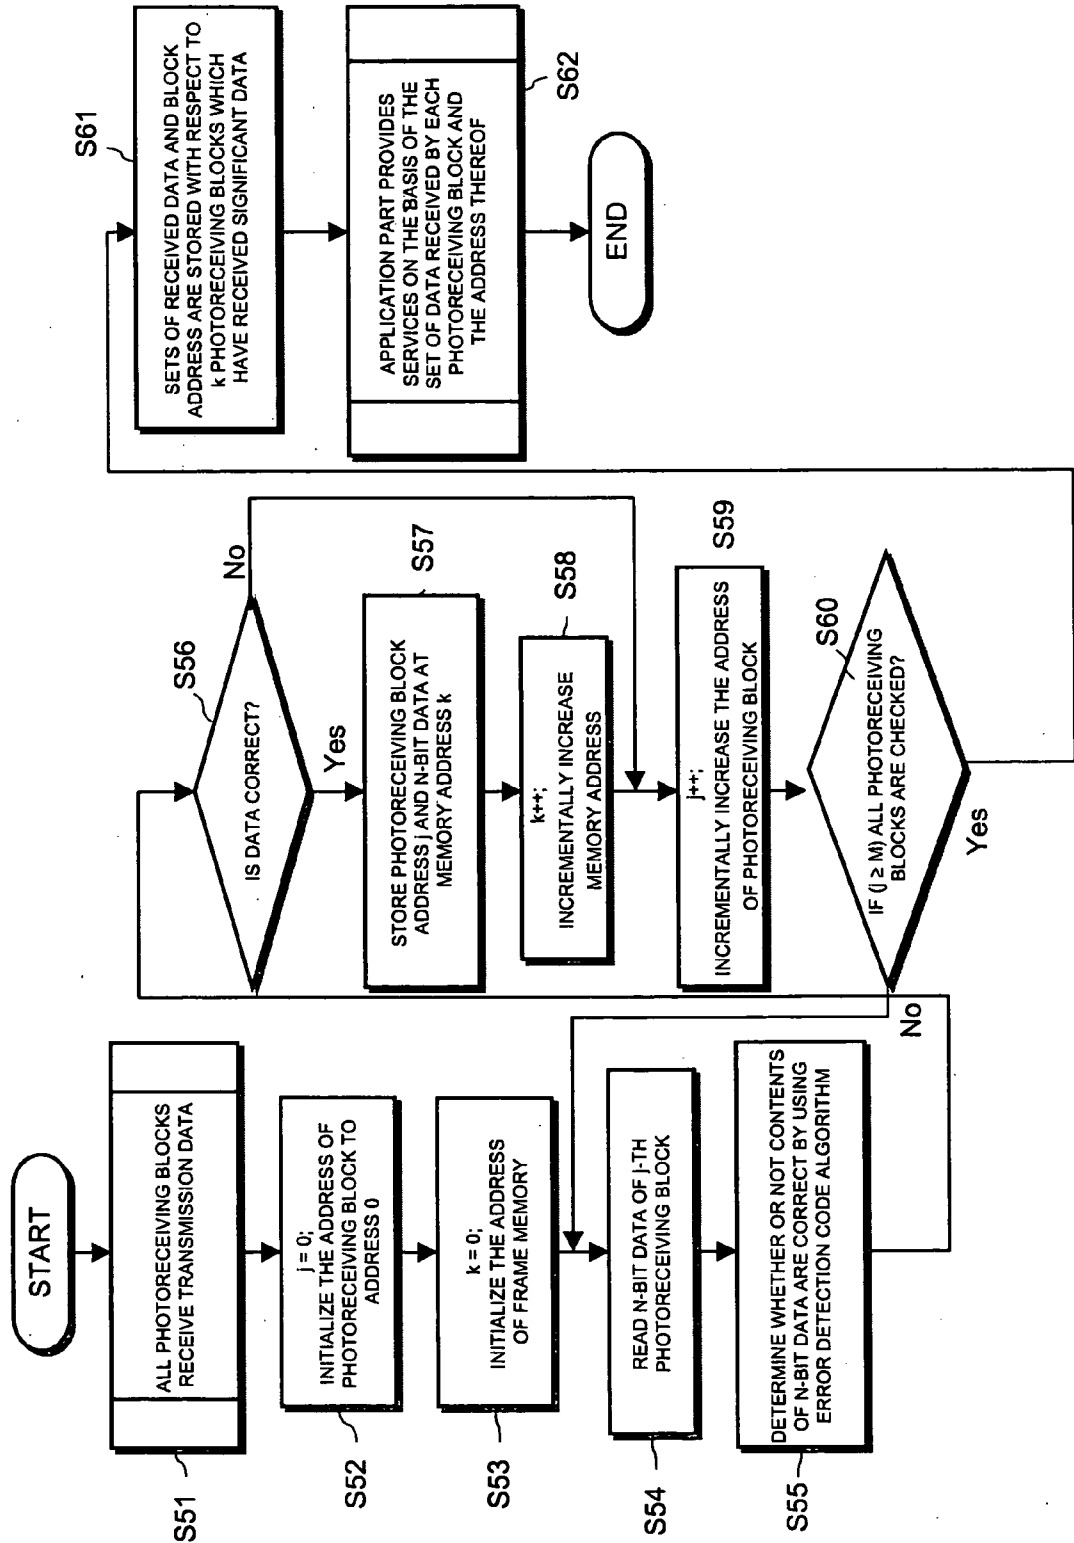 START
ALL PHOTORECEIVING BLOCKS
RECEIVE TRANSMISSION DATA
S51
j = 0;
INITIALIZE THE ADDRESS OF
PHOTORECEIVING BLOCK TO
ADDRESS 0
S52
k = 0;
INITIALIZE THE ADDRESS
OF FRAME MEMORY
S53
READ N-BIT DATA OF j-TH
PHOTORECEIVING BLOCK
S54
DETERMINE WHETHER OR NOT CONTENTS
OF N-BIT DATA ARE CORRECT BY USING
ERROR DETECTION CODE ALGORITHM
S55
S56
IS DATA CORRECT?
No
Yes
STORE PHOTORECEIVING BLOCK
ADDRESS j AND N-BIT DATA AT
MEMORY ADDRESS k
S57
k++;
INCREMENTALLY INCREASE
MEMORY ADDRESS
S58
j++;
INCREMENTALLY INCREASE THE ADDRESS
OF PHOTORECEIVING BLOCK
S59
S60
IF (j ≥ M) ALL PHOTORECEIVING
BLOCKS ARE CHECKED?
No
Yes
S61
SETS OF RECEIVED DATA AND BLOCK
ADDRESS ARE STORED WITH RESPECT TO
k PHOTORECEIVING BLOCKS WHICH
HAVE RECEIVED SIGNIFICANT DATA
APPLICATION PART PROVIDES
SERVICES ON THE BASIS OF THE
SET OF DATA RECEIVED BY EACH
PHOTORECEIVING BLOCK AND
THE ADDRESS THEREOF
S62
END